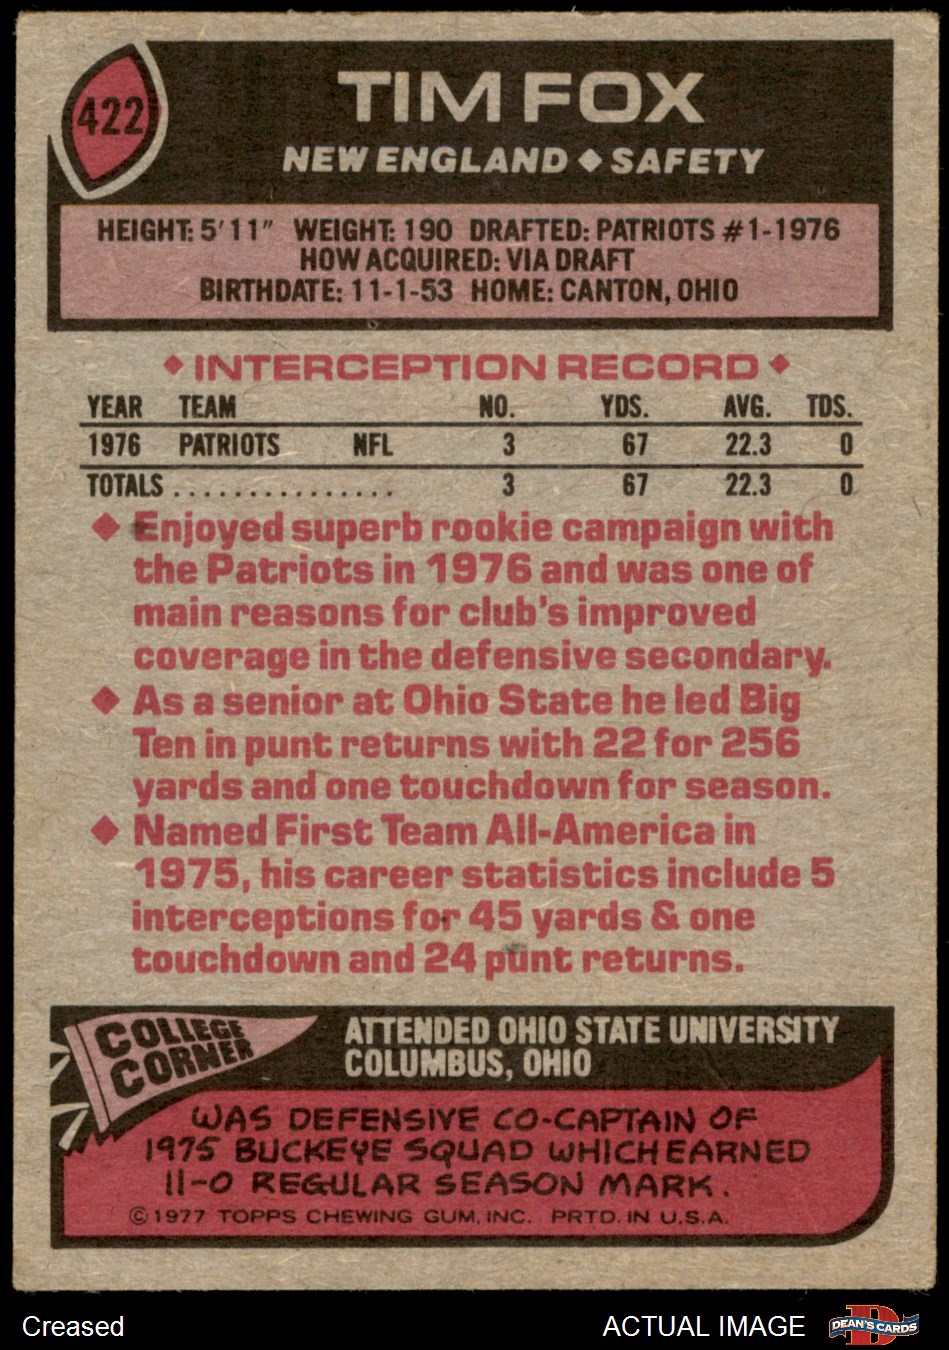 422
TIM FOX
NEW ENGLAND ◆ SAFETY
HEIGHT: 5'11" WEIGHT: 190 DRAFTED: PATRIOTS #1-1976
HOW ACQUIRED: VIA DRAFT
BIRTHDATE: 11-1-53 HOME: CANTON, OHIO
◆ INTERCEPTION RECORD ◆
YEAR TEAM NO. YDS. AVG. TDS.
1976 PATRIOTS NFL 3 67 22.3 0
TOTALS ............... 3 67 22.3 0
◆ Enjoyed superb rookie campaign with
the Patriots in 1976 and was one of
main reasons for club's improved
coverage in the defensive secondary.
◆ As a senior at Ohio State he led Big
Ten in punt returns with 22 for 256
yards and one touchdown for season.
◆ Named First Team All-America in
1975, his career statistics include 5
interceptions for 45 yards & one
touchdown and 24 punt returns.
COLLEGE
CORNER
ATTENDED OHIO STATE UNIVERSITY
COLUMBUS, OHIO
WAS DEFENSIVE CO-CAPTAIN OF
1975 BUCKEYE SQUAD WHICH EARNED
11-0 REGULAR SEASON MARK.
© 1977 TOPPS CHEWING GUM, INC. PRTD. IN U.S.A.
Creased
ACTUAL IMAGE
D
DEAN'S CARDS